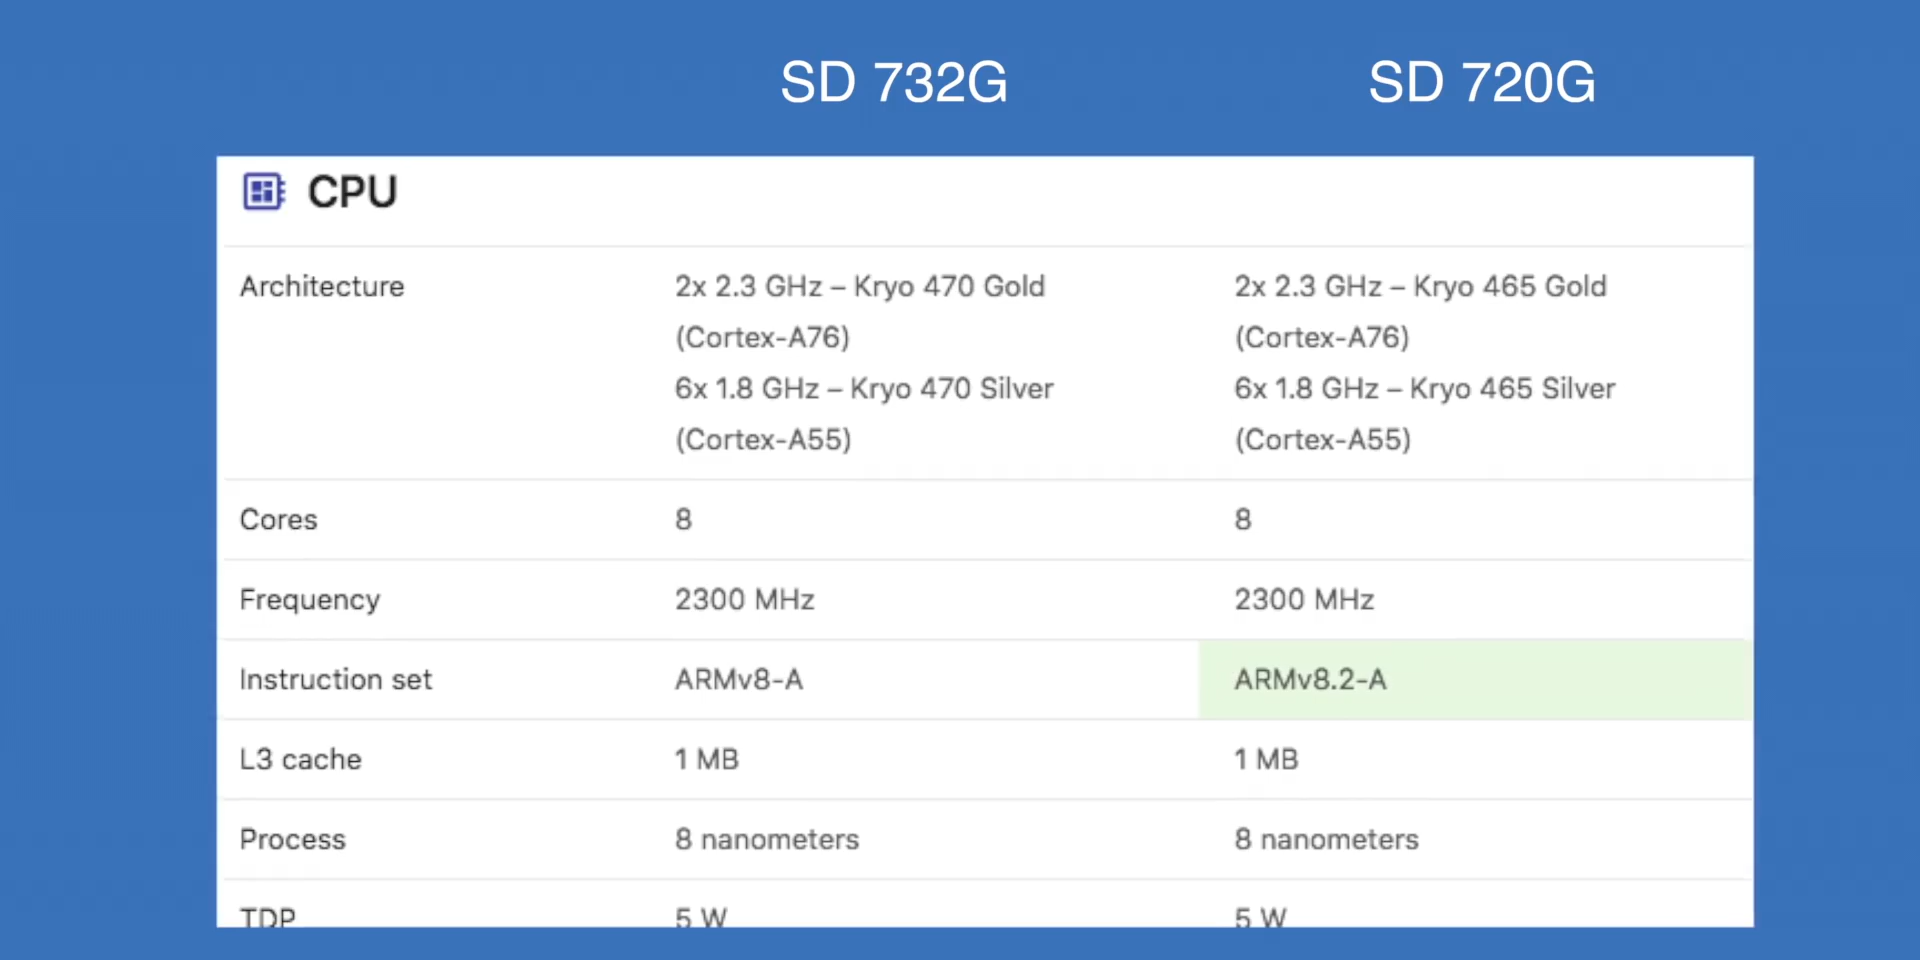 SD 732G SD 720G
CPU
Architecture 2x 2.3 GHz – Kryo 470 Gold 2x 2.3 GHz – Kryo 465 Gold
(Cortex-A76) (Cortex-A76)
6x 1.8 GHz – Kryo 470 Silver 6x 1.8 GHz – Kryo 465 Silver
(Cortex-A55) (Cortex-A55)
Cores 8 8
Frequency 2300 MHz 2300 MHz
Instruction set ARMv8-A ARMv8.2-A
L3 cache 1 MB 1 MB
Process 8 nanometers 8 nanometers
TDP 5 W 5 W